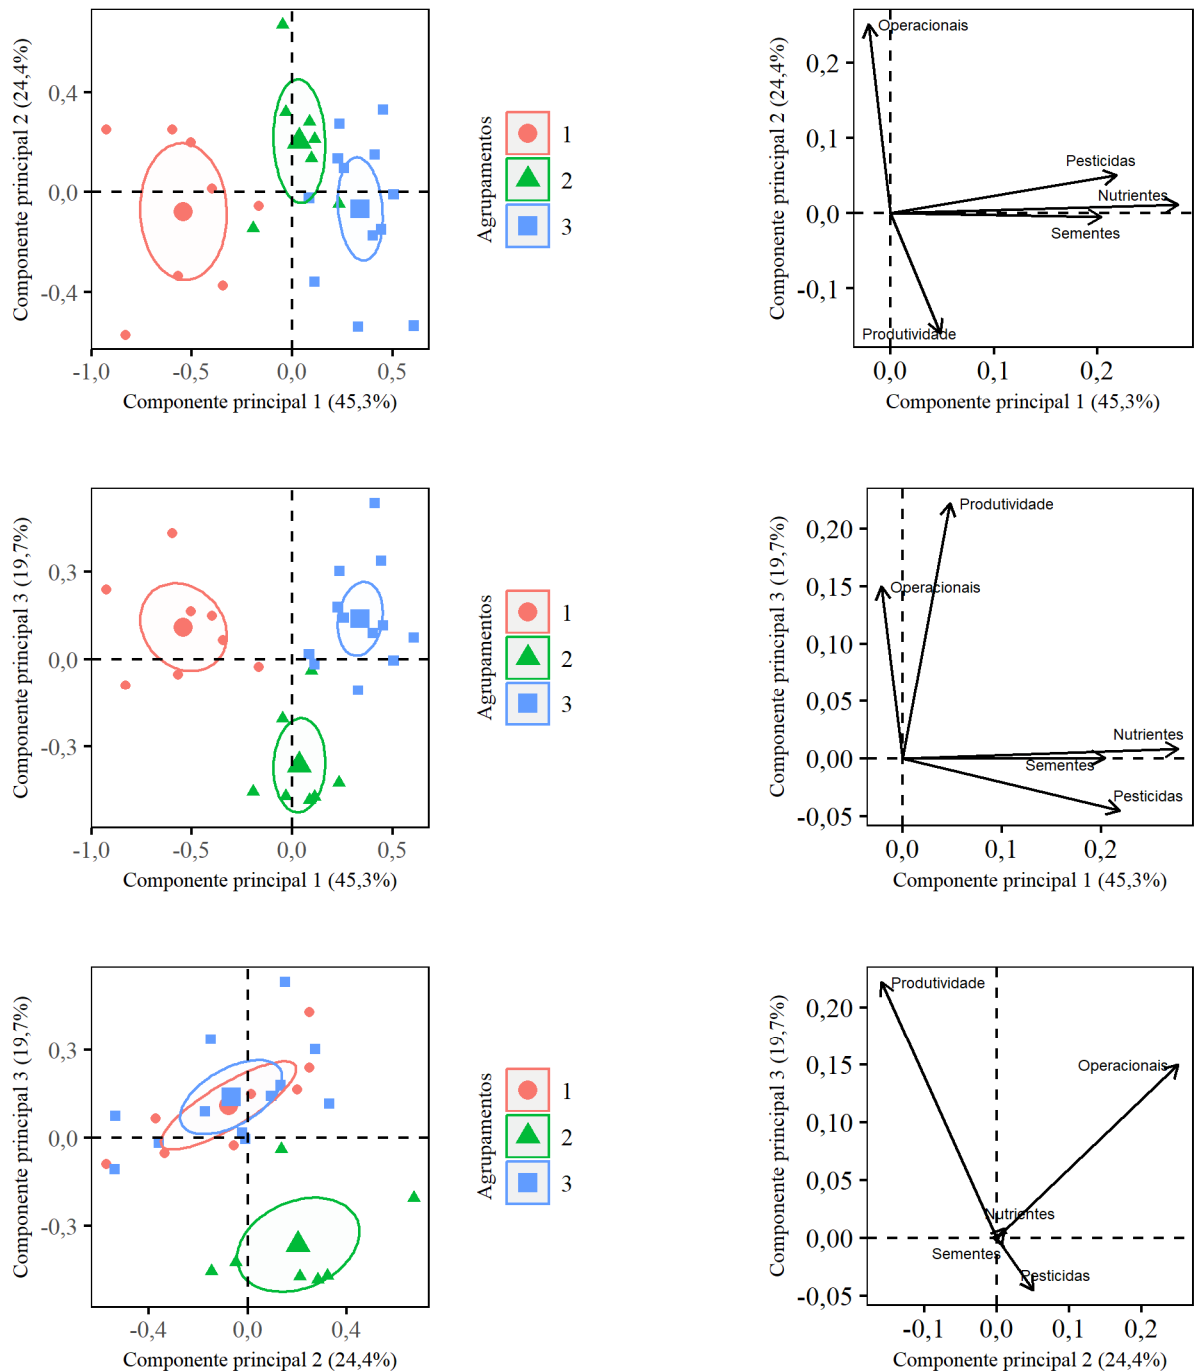 Componente principal 2 (24,4%)
0,4
0,0
-0,4
-1,0
-0,5
0,0
0,5
Componente principal 1 (45,3%)
Agrupamentos
1
2
3
Componente principal 2 (24,4%)
0,2
0,1
0,0
-0,1
Operacionais
Pesticidas
Nutrientes
Sementes
Produtividade
0,0
0,1
0,2
Componente principal 1 (45,3%)
Componente principal 3 (19,7%)
0,3
0,0
-0,3
-1,0
-0,5
0,0
0,5
Componente principal 1 (45,3%)
Agrupamentos
1
2
3
Componente principal 3 (19,7%)
0,20
0,15
0,10
0,05
0,00
-0,05
Produtividade
Operacionais
Nutrientes
Sementes
Pesticidas
0,0
0,1
0,2
Componente principal 1 (45,3%)
Componente principal 3 (19,7%)
0,3
0,0
-0,3
-0,4
0,0
0,4
Componente principal 2 (24,4%)
Agrupamentos
1
2
3
Componente principal 3 (19,7%)
0,20
0,15
0,10
0,05
0,00
-0,05
Produtividade
Operacionais
Nutrientes
Sementes
Pesticidas
-0,1
0,0
0,1
0,2
Componente principal 2 (24,4%)